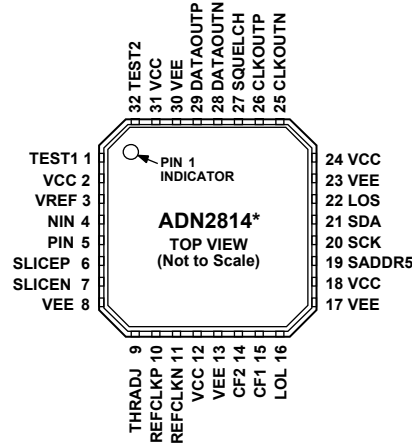 32 TEST2
31 VCC
30 VEE
29 DATAOUTP
28 DATAOUTN
27 SQUELCH
26 CLKOUTP
25 CLKOUTN
TEST1 1
VCC 2
VREF 3
NIN 4
PIN 5
SLICEP 6
SLICEN 7
VEE 8
PIN 1
INDICATOR
ADN2814*
TOP VIEW
(Not to Scale)
24 VCC
23 VEE
22 LOS
21 SDA
20 SCK
19 SADDR5
18 VCC
17 VEE
THRADJ 9
REFCLKP 10
REFCLKN 11
VCC 12
VEE 13
CF2 14
CF1 15
LOL 16